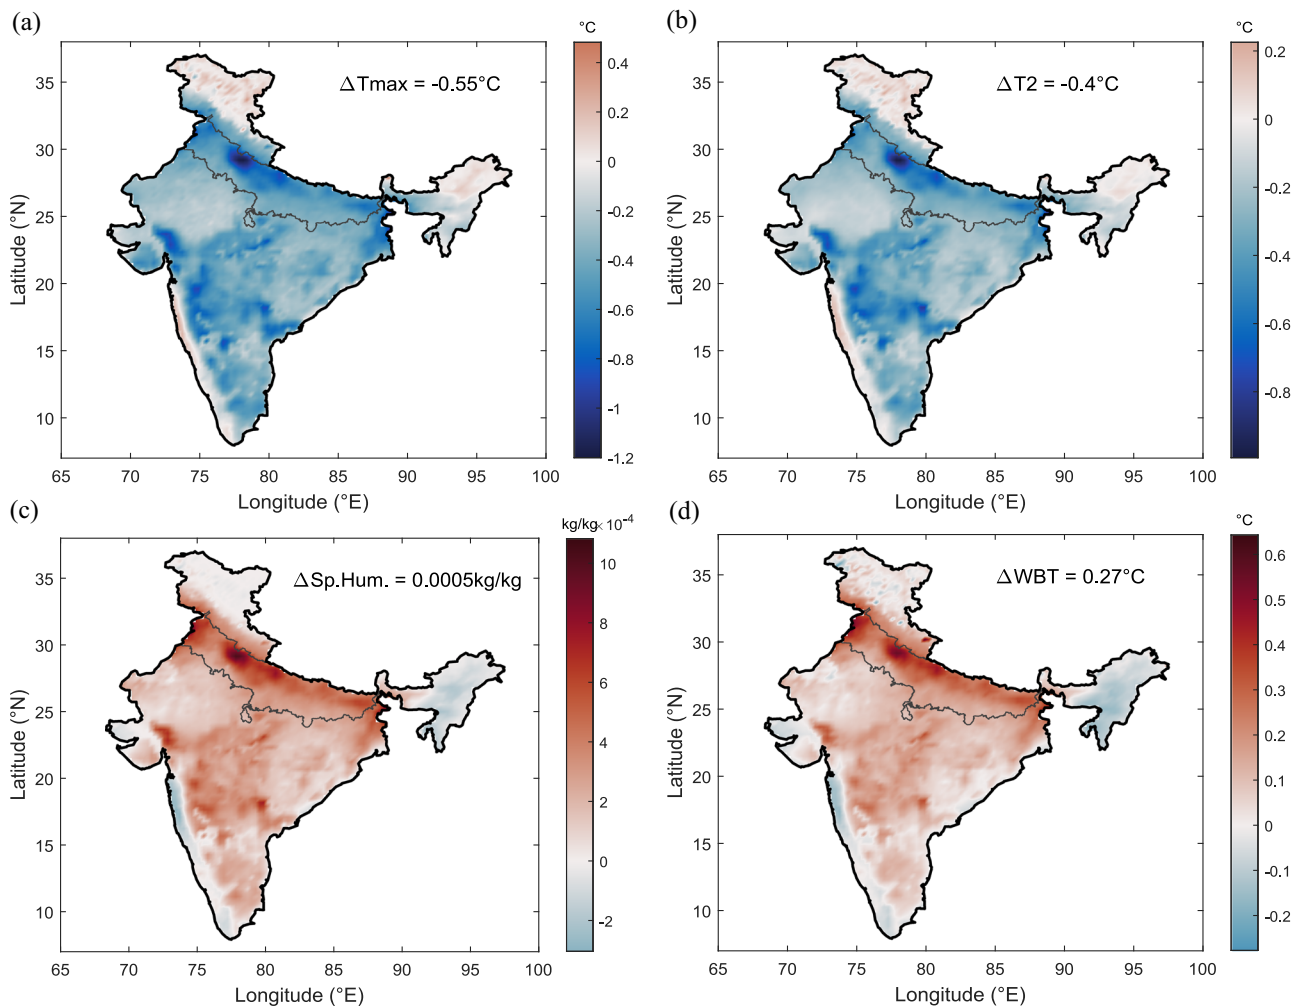 (a)
°C
ΔTmax = -0.55°C
Latitude (°N)
35
30
25
20
15
10
65 70 75 80 85 90 95 100
Longitude (°E)
0.4
0.2
0
-0.2
-0.4
-0.6
-0.8
-1
-1.2
(b)
°C
ΔT2 = -0.4°C
Latitude (°N)
35
30
25
20
15
10
65 70 75 80 85 90 95 100
Longitude (°E)
0.2
0
-0.2
-0.4
-0.6
-0.8
(c)
kg/kg × 10-4
ΔSp.Hum. = 0.0005kg/kg
Latitude (°N)
35
30
25
20
15
10
65 70 75 80 85 90 95 100
Longitude (°E)
10
8
6
4
2
0
-2
(d)
°C
ΔWBT = 0.27°C
Latitude (°N)
35
30
25
20
15
10
65 70 75 80 85 90 95 100
Longitude (°E)
0.6
0.5
0.4
0.3
0.2
0.1
0
-0.1
-0.2